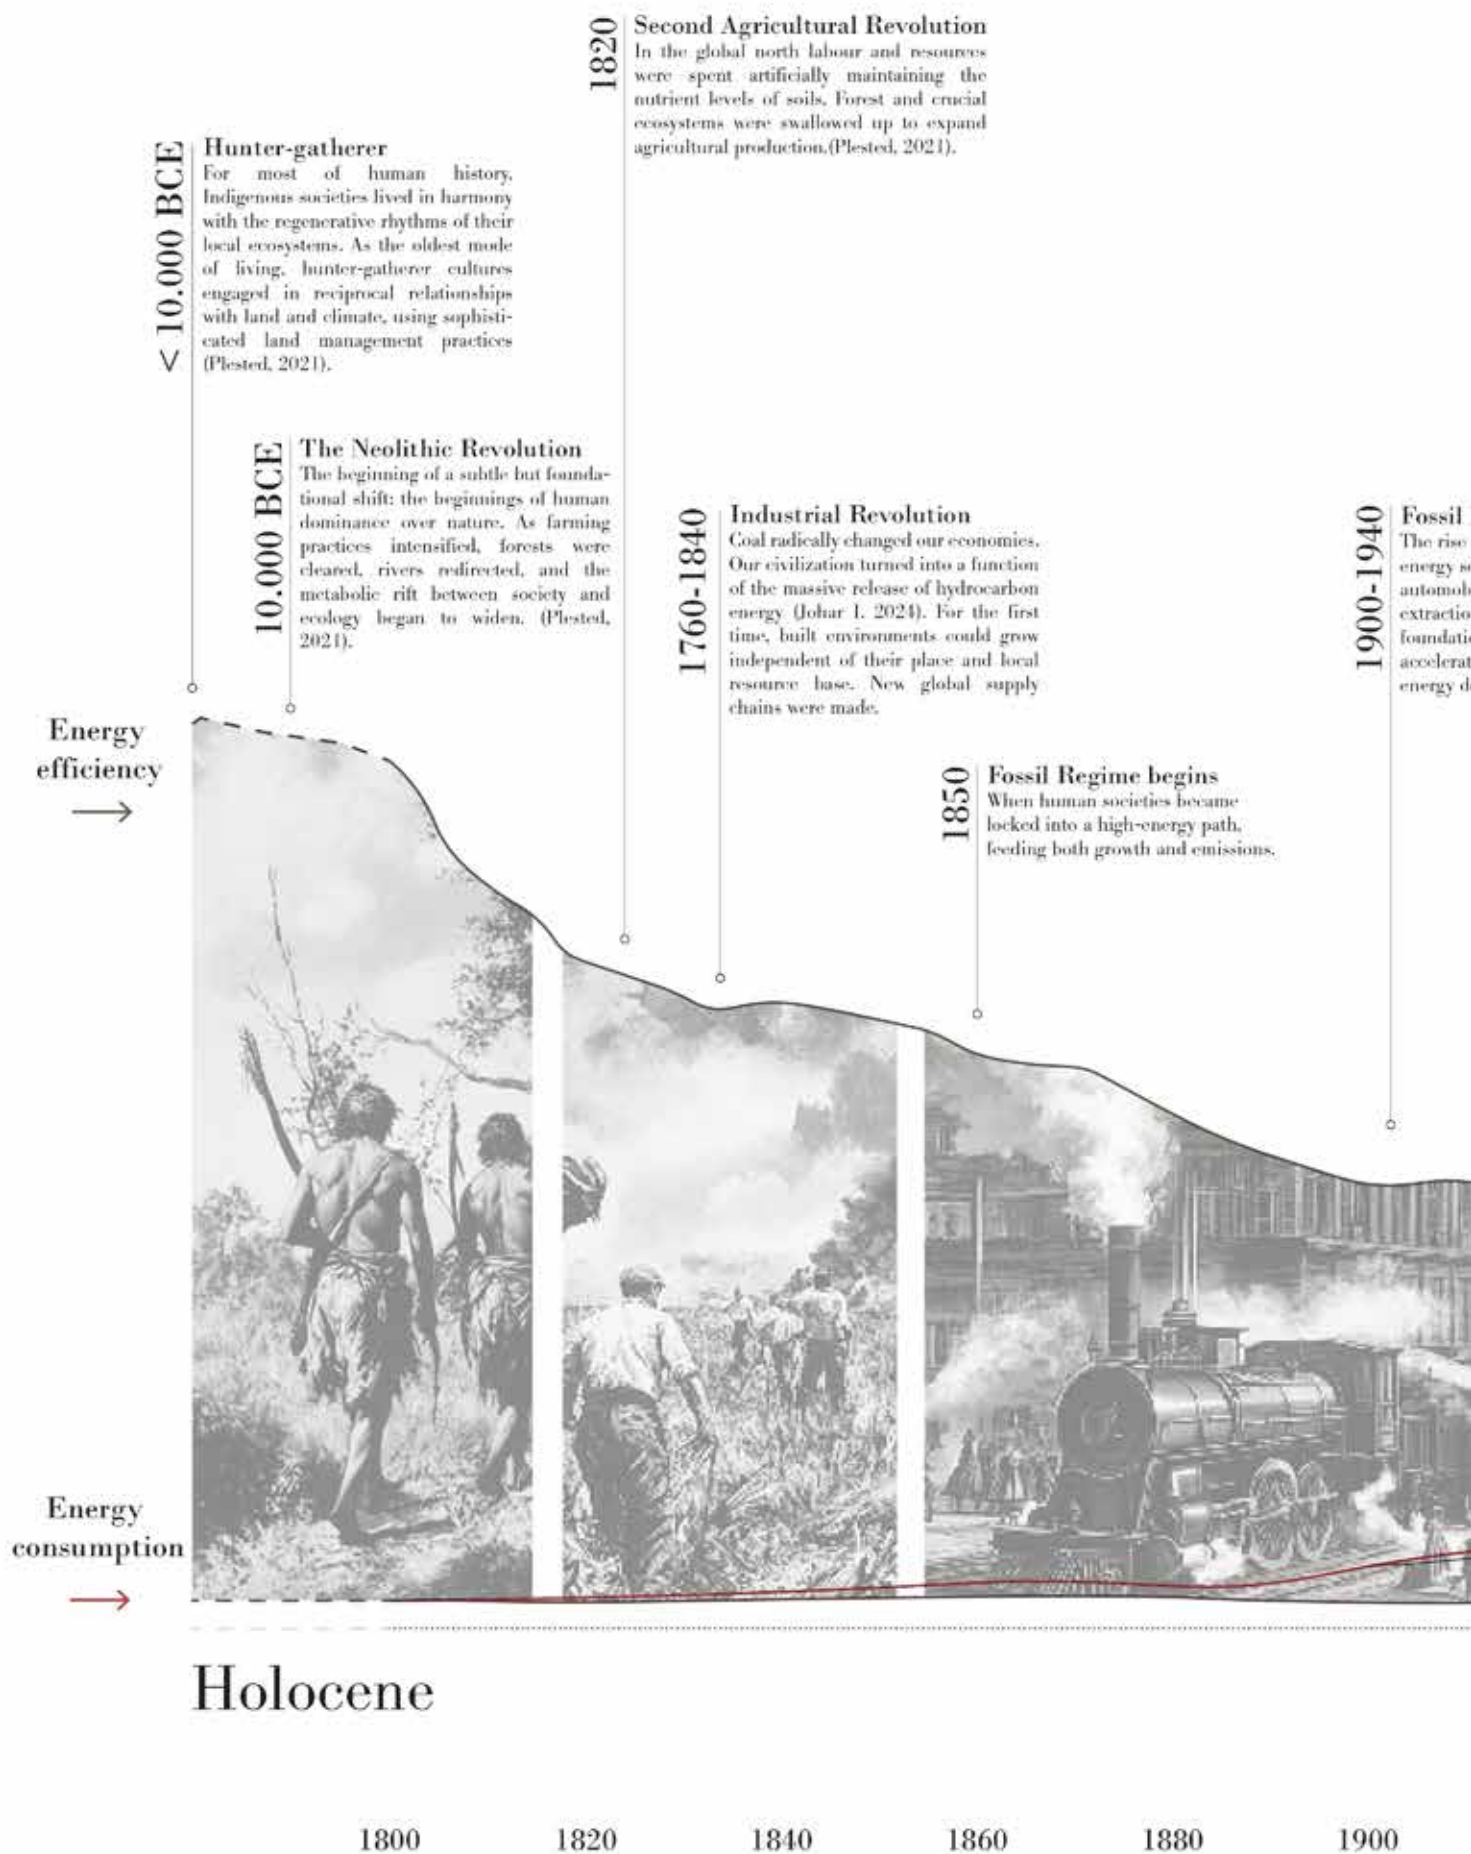 1820
Second Agricultural Revolution
In the global north labour and resources
were spent artificially maintaining the
nutrient levels of soils. Forest and crucial
ecosystems were swallowed up to expand
agricultural production.(Plested, 2021).
< 10.000 BCE
Hunter-gatherer
For most of human history,
Indigenous societies lived in harmony
with the regenerative rhythms of their
local ecosystems. As the oldest mode
of living, hunter-gatherer cultures
engaged in reciprocal relationships
with land and climate, using sophisti-
cated land management practices
(Plested, 2021).
10.000 BCE
The Neolithic Revolution
The beginning of a subtle but founda-
tional shift: the beginnings of human
dominance over nature. As farming
practices intensified, forests were
cleared, rivers redirected, and the
metabolic rift between society and
ecology began to widen. (Plested,
2021).
1760-1840
Industrial Revolution
Coal radically changed our economies.
Our civilization turned into a function
of the massive release of hydrocarbon
energy (Johar I. 2024). For the first
time, built environments could grow
independent of their place and local
resource base. New global supply
chains were made.
1900-1940
Fossil
The rise
energy
automob
extractio
foundati
accelerat
energy d
1850
Fossil Regime begins
When human societies became
locked into a high-energy path,
feeding both growth and emissions.
Energy
efficiency
Energy
consumption
Holocene
1800 1820 1840 1860 1880 1900